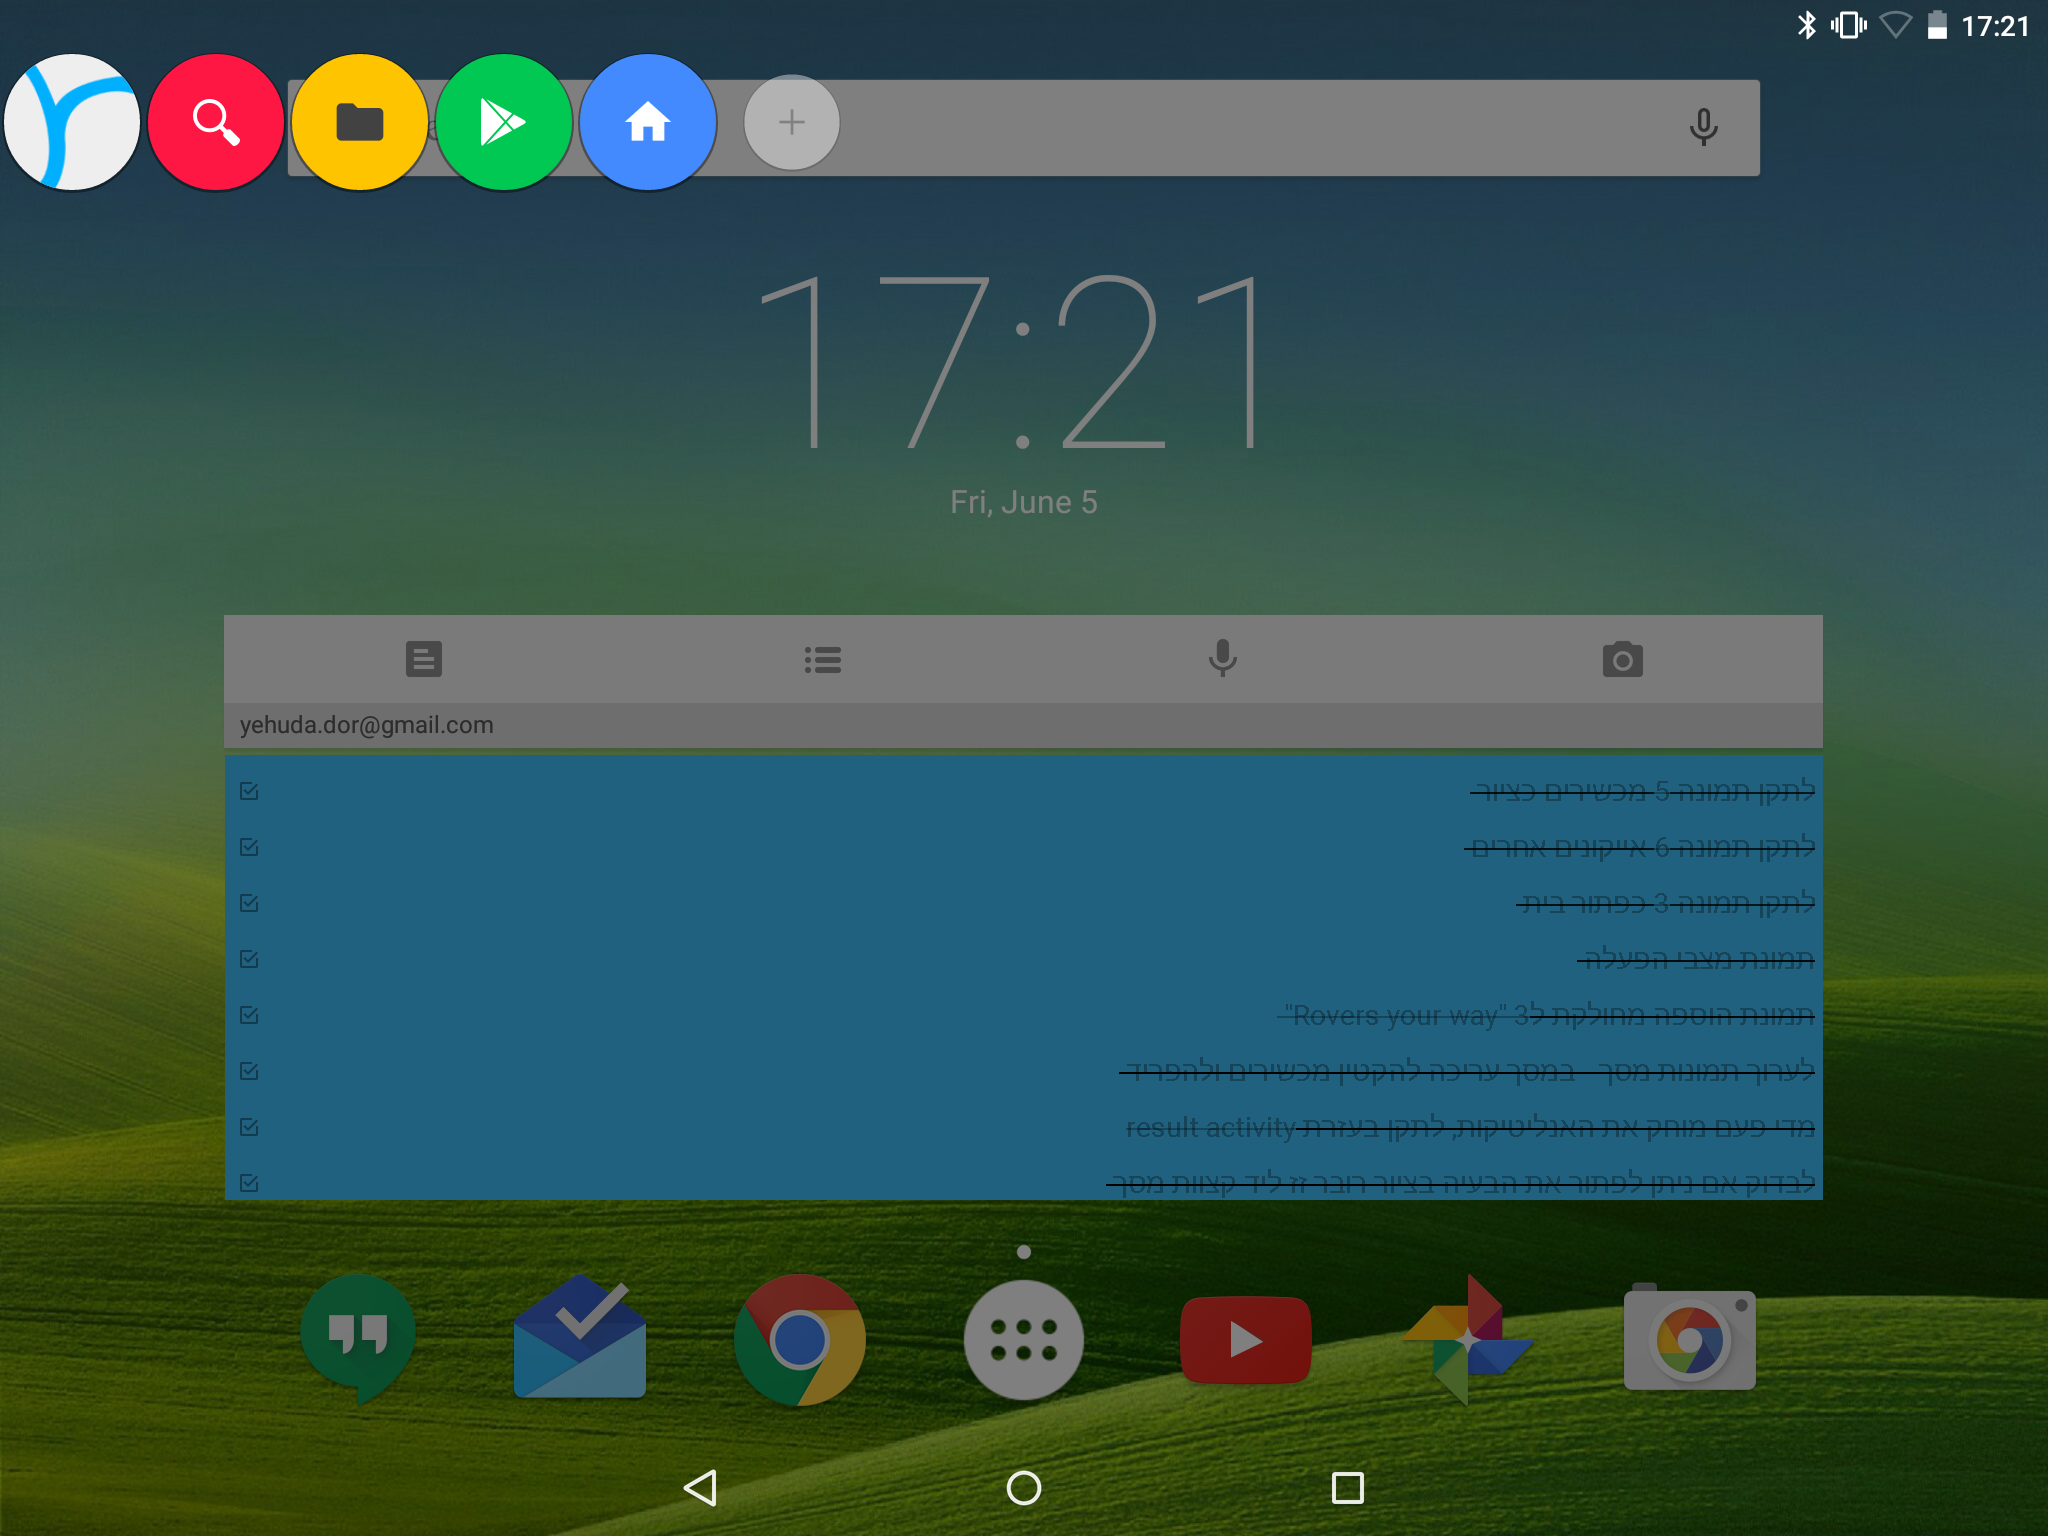 17:21
17:21
Fri, June 5
yehuda.dor@gmail.com
לתקן תמונה 5 מכשירים כציור
לתקן תמונה 6 אייקונים אחרים
לתקן תמונה 3 כפתור בית
תמונת מצבי הפעלה
תמונת הוספה מחולקת ל3 "Rovers your way"
לערוך תמונות מסך - במסך עריכה להקטין מכשירים ולהפריד
מדי פעם מוחק את האנליטיקות, לתקן בעזרת result activity
לבדוק אם ניתן לפתור את הבעיה בציור רובר זז ליד קצוות מסך